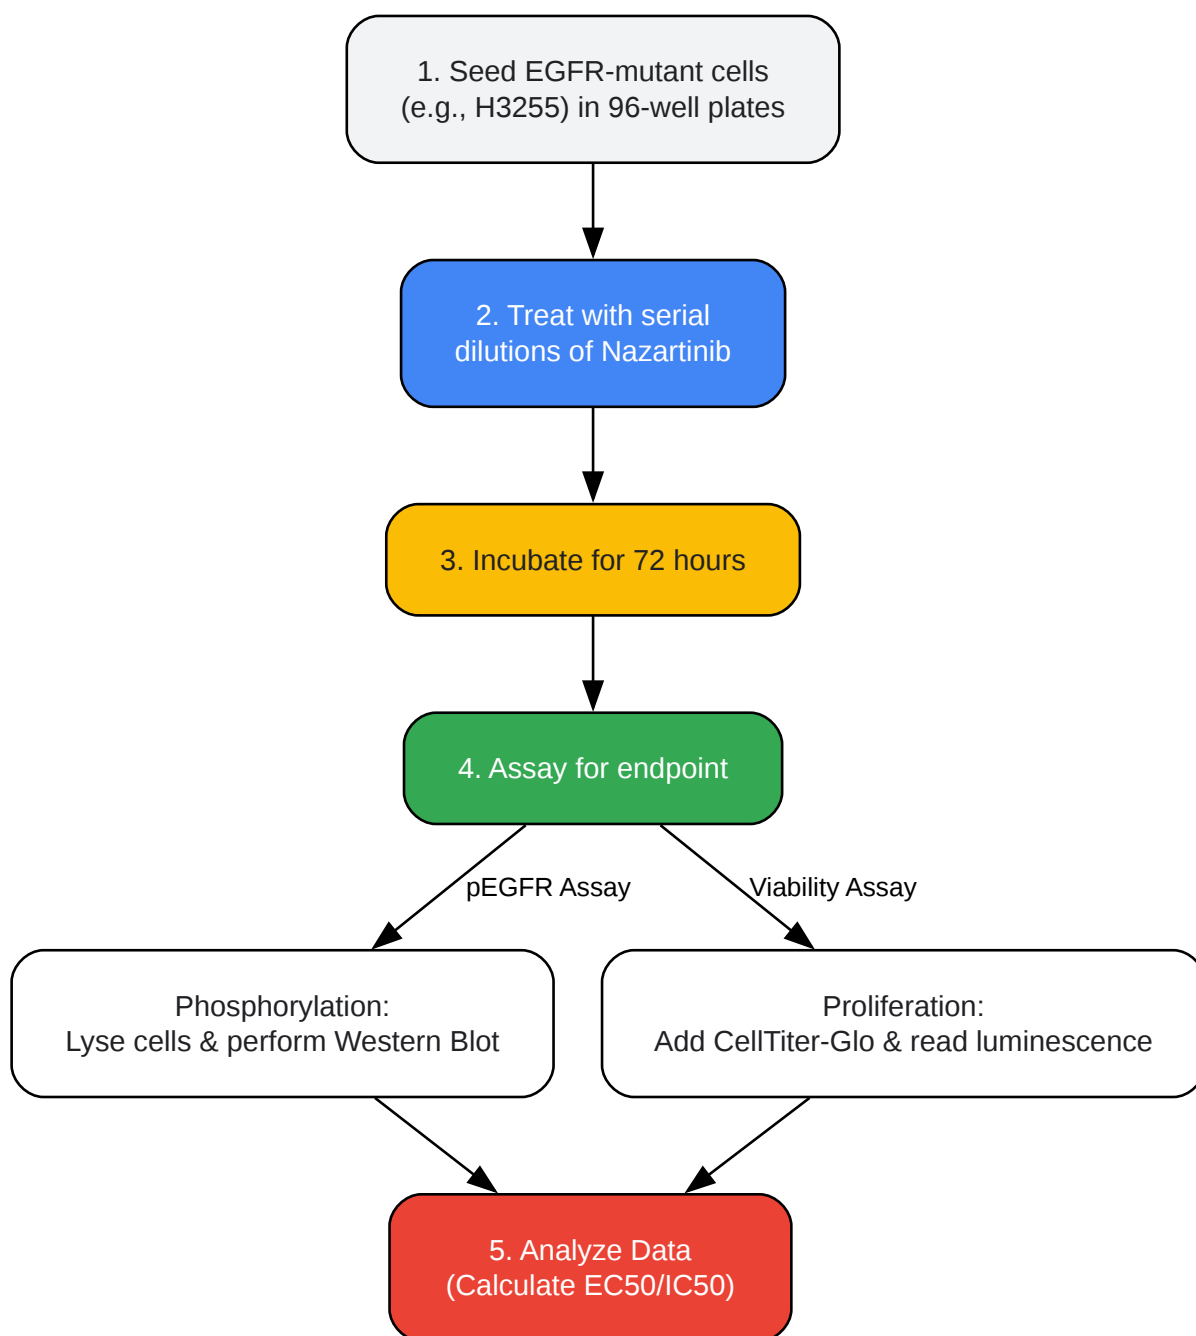 1. Seed EGFR-mutant cells
(e.g., H3255) in 96-well plates
2. Treat with serial
dilutions of Nazartinib
3. Incubate for 72 hours
4. Assay for endpoint
pEGFR Assay
Viability Assay
Phosphorylation:
Lyse cells & perform Western Blot
Proliferation:
Add CellTiter-Glo & read luminescence
5. Analyze Data
(Calculate EC50/IC50)